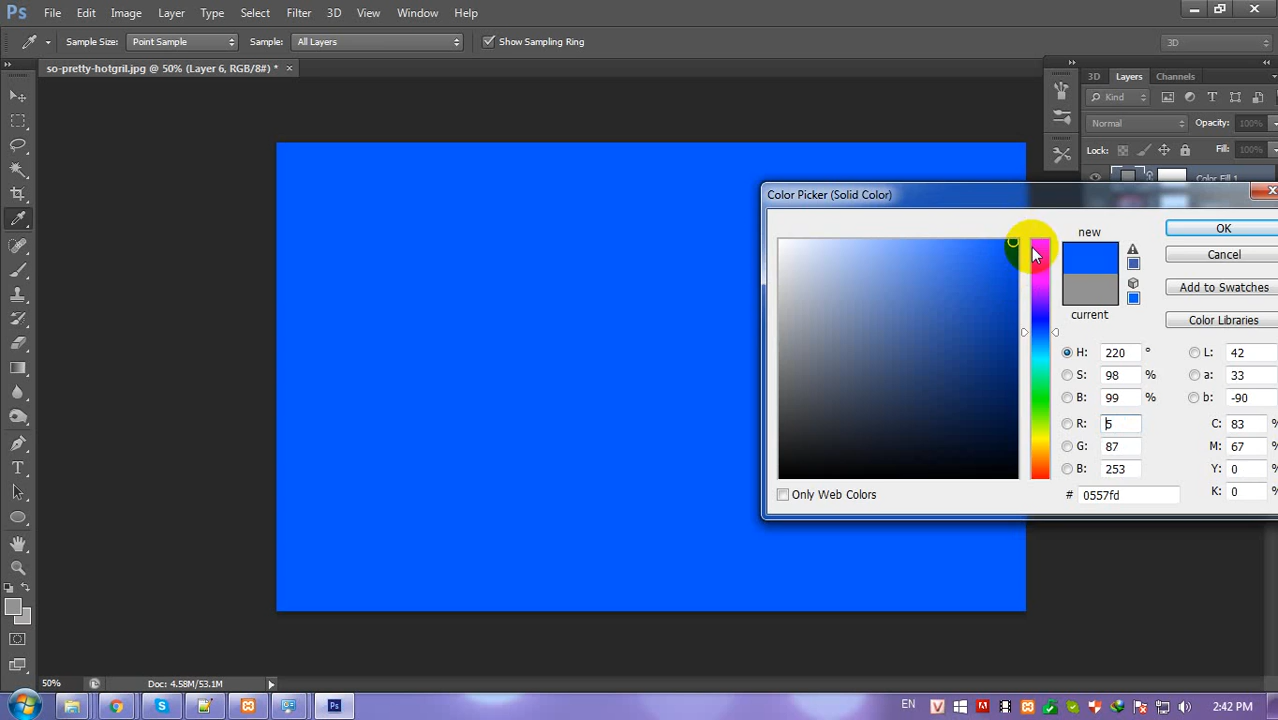 Ps File Edit Image Layer Type Select Filter 3D View Window Help
Sample Size: Point Sample Sample: All Layers Show Sampling Ring 3D
so-pretty-hotgril.jpg @ 50% (Layer 6, RGB/8#) * ×
3D Layers Channels
Kind
Normal Opacity: 100%
Lock: Fill: 100%
Color Fill 1
Color Picker (Solid Color)
new
OK
Cancel
Add to Swatches
current
Color Libraries
H: 220 ° L: 42
S: 98 % a: 33
B: 99 % b: -90
R: 5 C: 83 %
G: 87 M: 67 %
B: 253 Y: 0 %
Only Web Colors # 0557fd K: 0 %
50% Doc: 4.58M/53.1M
EN 2:42 PM